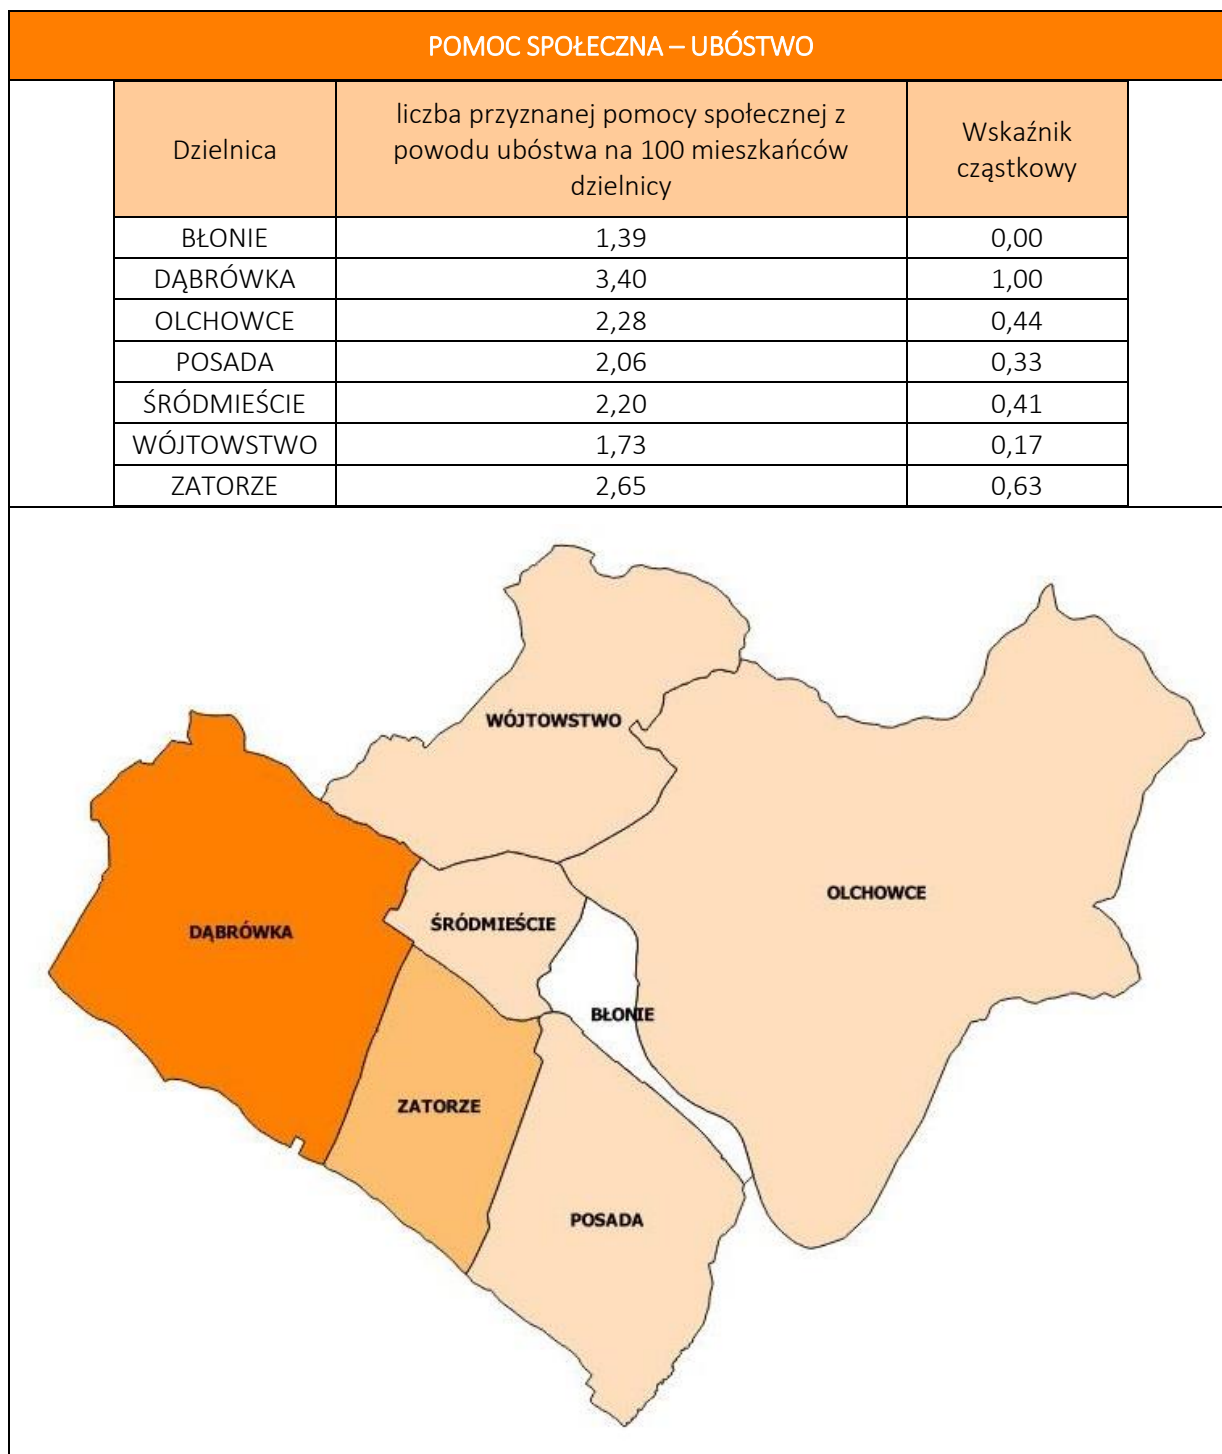 POMOC SPOŁECZNA – UBÓSTWO
Dzielnica
liczba przyznanej pomocy społecznej z
powodu ubóstwa na 100 mieszkańców
dzielnicy
Wskaźnik
cząstkowy
BŁONIE 1,39 0,00
DĄBRÓWKA 3,40 1,00
OLCHOWCE 2,28 0,44
POSADA 2,06 0,33
ŚRÓDMIEŚCIE 2,20 0,41
WÓJTOWSTWO 1,73 0,17
ZATORZE 2,65 0,63
WÓJTOWSTWO
OLCHOWCE
ŚRÓDMIEŚCIE
DĄBRÓWKA
BŁONIE
ZATORZE
POSADA